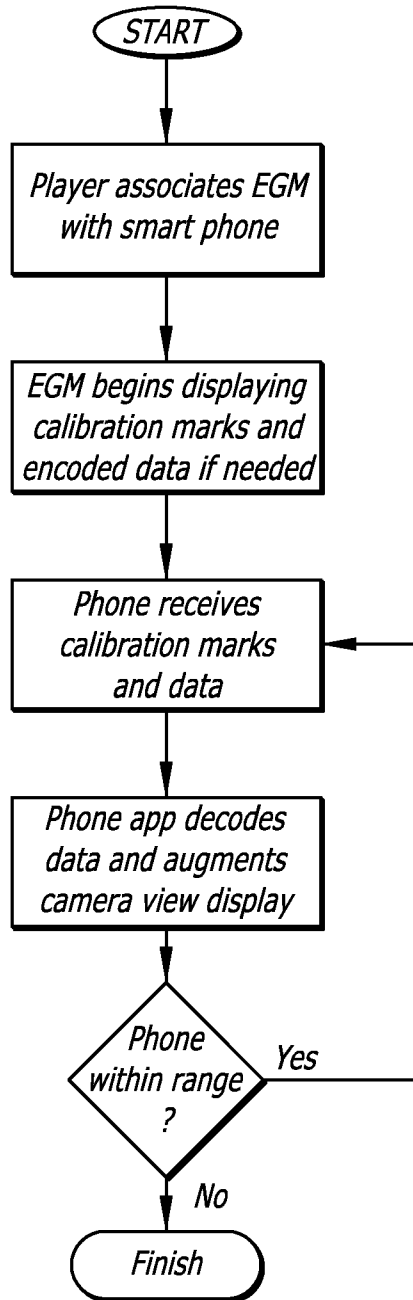 START
Player associates EGM
with smart phone
EGM begins displaying
calibration marks and
encoded data if needed
Phone receives
calibration marks
and data
Phone app decodes
data and augments
camera view display
Phone
within range
?
Yes
No
Finish